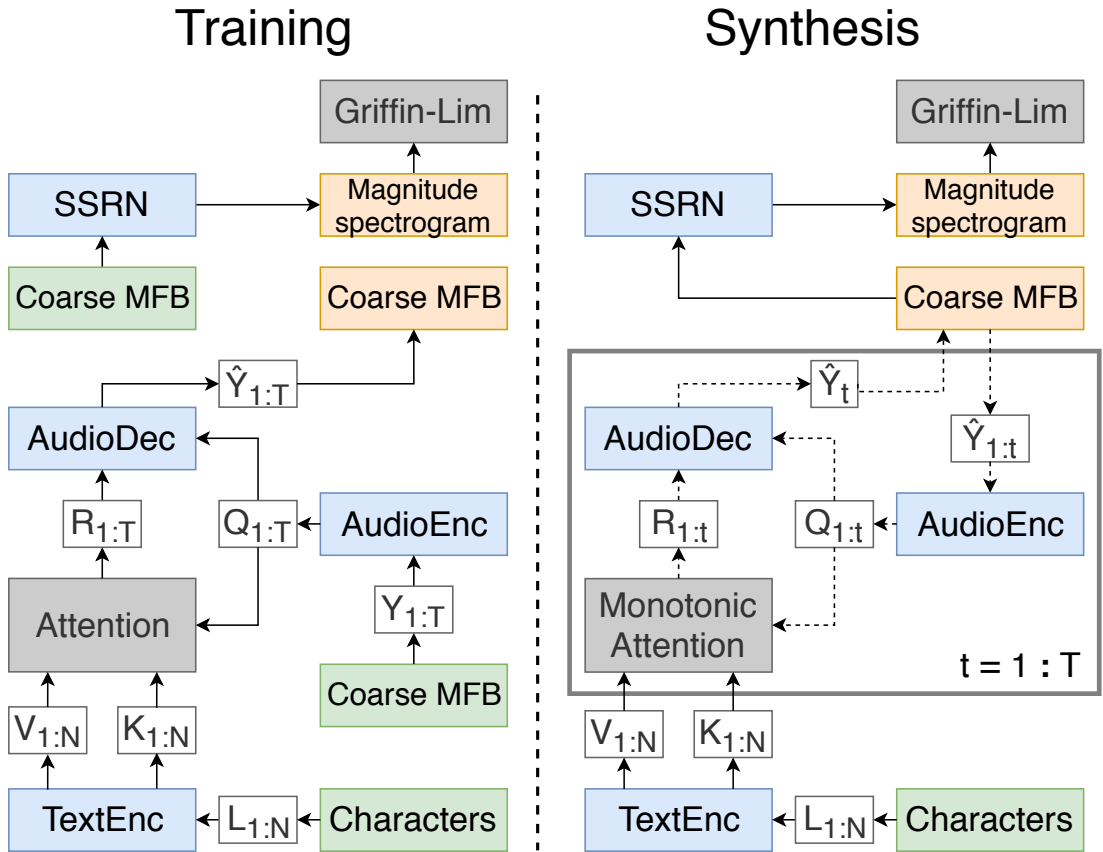 Training
Griffin-Lim
SSRN
Magnitude
spectrogram
Coarse MFB
Coarse MFB
Ŷ1:T
AudioDec
R1:T
Q1:T
AudioEnc
Attention
Y1:T
Coarse MFB
V1:N
K1:N
TextEnc
L1:N
Characters
Synthesis
Griffin-Lim
SSRN
Magnitude
spectrogram
Coarse MFB
Ŷt
AudioDec
Ŷ1:t
R1:t
Q1:t
AudioEnc
Monotonic
Attention
t = 1 : T
V1:N
K1:N
TextEnc
L1:N
Characters